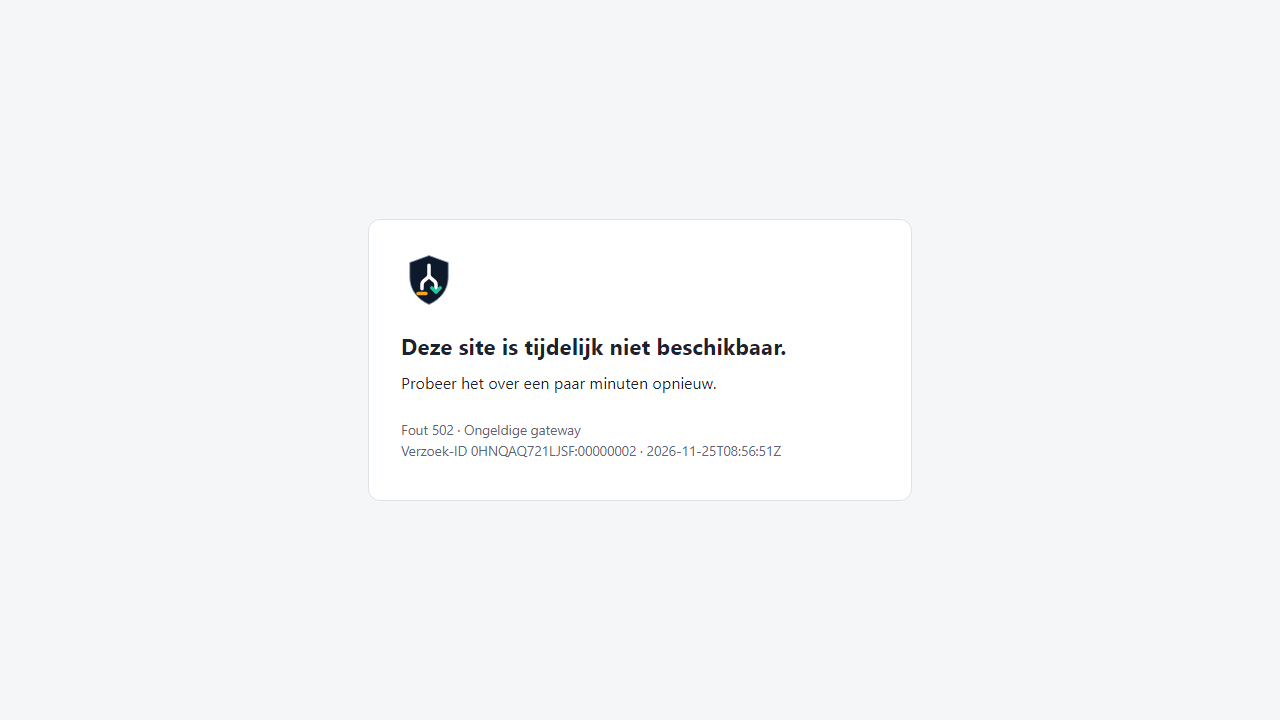 Deze site is tijdelijk niet beschikbaar.
Probeer het over een paar minuten opnieuw.
Fout 502 · Ongeldige gateway
Verzoek-ID 0HNQAQ721LJSF:00000002 · 2026-11-25T08:56:51Z